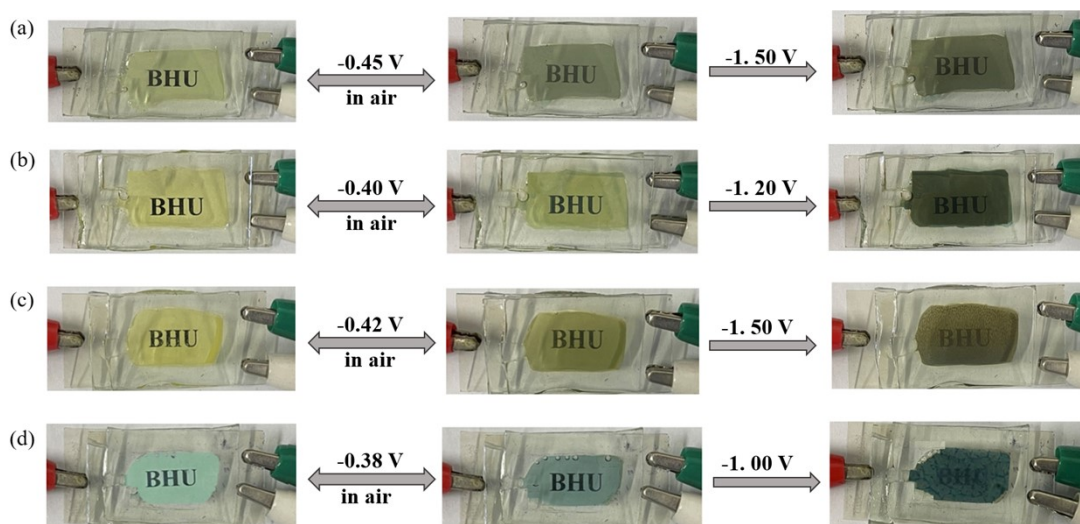 (a)
BHU
-0.45 V
in air
BHU
-1. 50 V
BHU
(b)
BHU
-0.40 V
in air
BHU
-1. 20 V
BHU
(c)
BHU
-0.42 V
in air
BHU
-1. 50 V
BHU
(d)
BHU
-0.38 V
in air
BHU
-1. 00 V
BHU